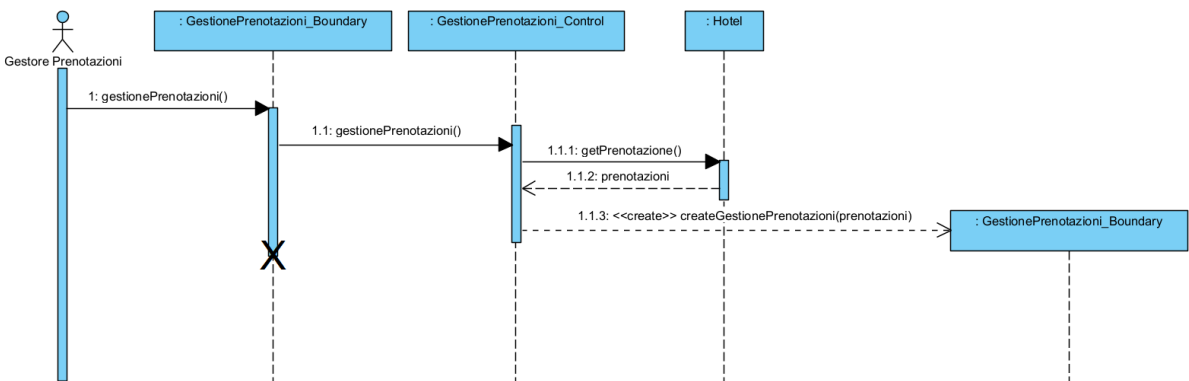 : GestionePrenotazioni_Boundary
: GestionePrenotazioni_Control
: Hotel
Gestore Prenotazioni
1: gestionePrenotazioni()
1.1: gestionePrenotazioni()
1.1.1: getPrenotazione()
1.1.2: prenotazioni
1.1.3: <<create>> createGestionePrenotazioni(prenotazioni)
: GestionePrenotazioni_Boundary